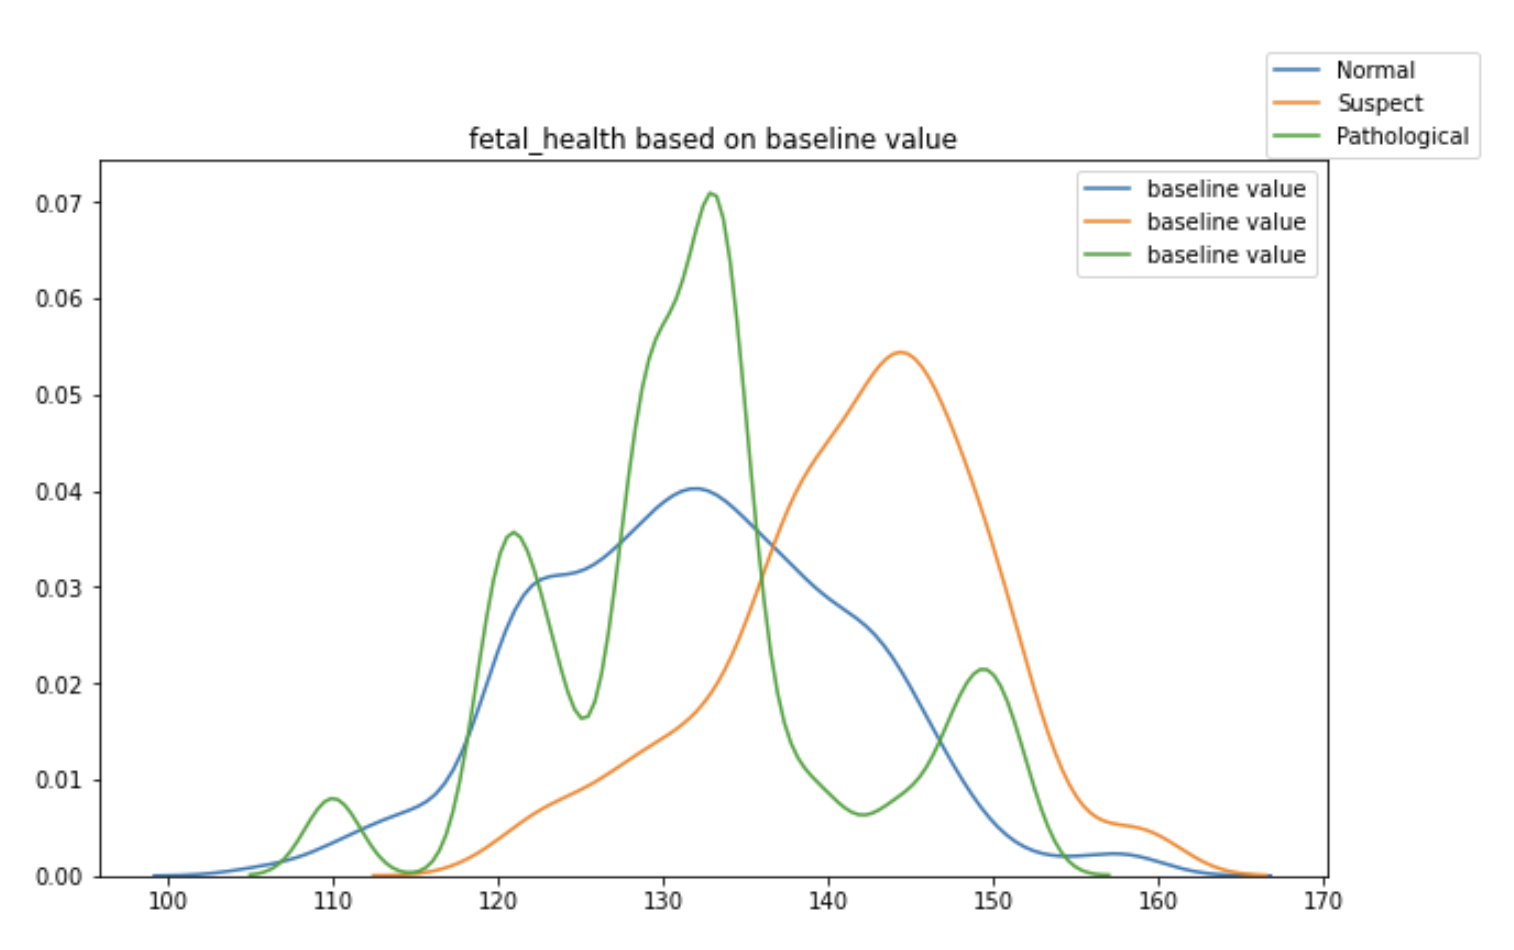 Normal
Suspect
Pathological
fetal_health based on baseline value
baseline value
baseline value
baseline value
0.07
0.06
0.05
0.04
0.03
0.02
0.01
0.00
100 110 120 130 140 150 160 170